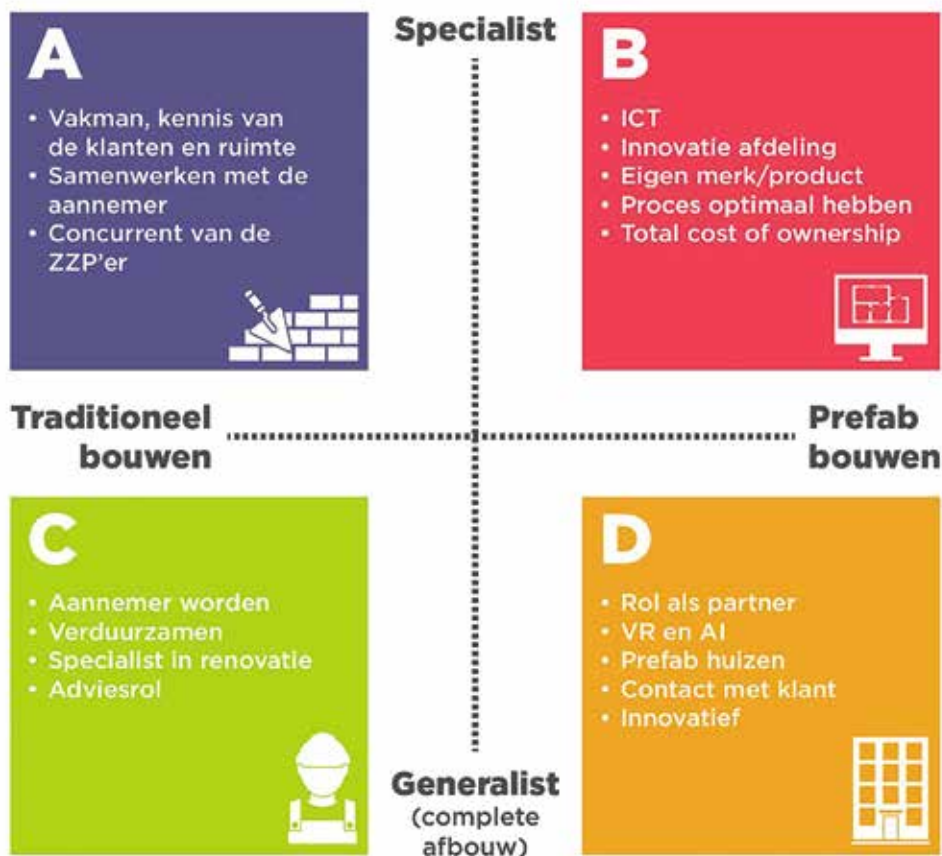 Specialist
A
• Vakman, kennis van
de klanten en ruimte
• Samenwerken met de
aannemer
• Concurrent van de
ZZP'er
B
• ICT
• Innovatie afdeling
• Eigen merk/product
• Proces optimaal hebben
• Total cost of ownership
Traditioneel
bouwen
Prefab
bouwen
C
• Aannemer worden
• Verduurzamen
• Specialist in renovatie
• Adviesrol
D
• Rol als partner
• VR en AI
• Prefab huizen
• Contact met klant
• Innovatief
Generalist
(complete
afbouw)